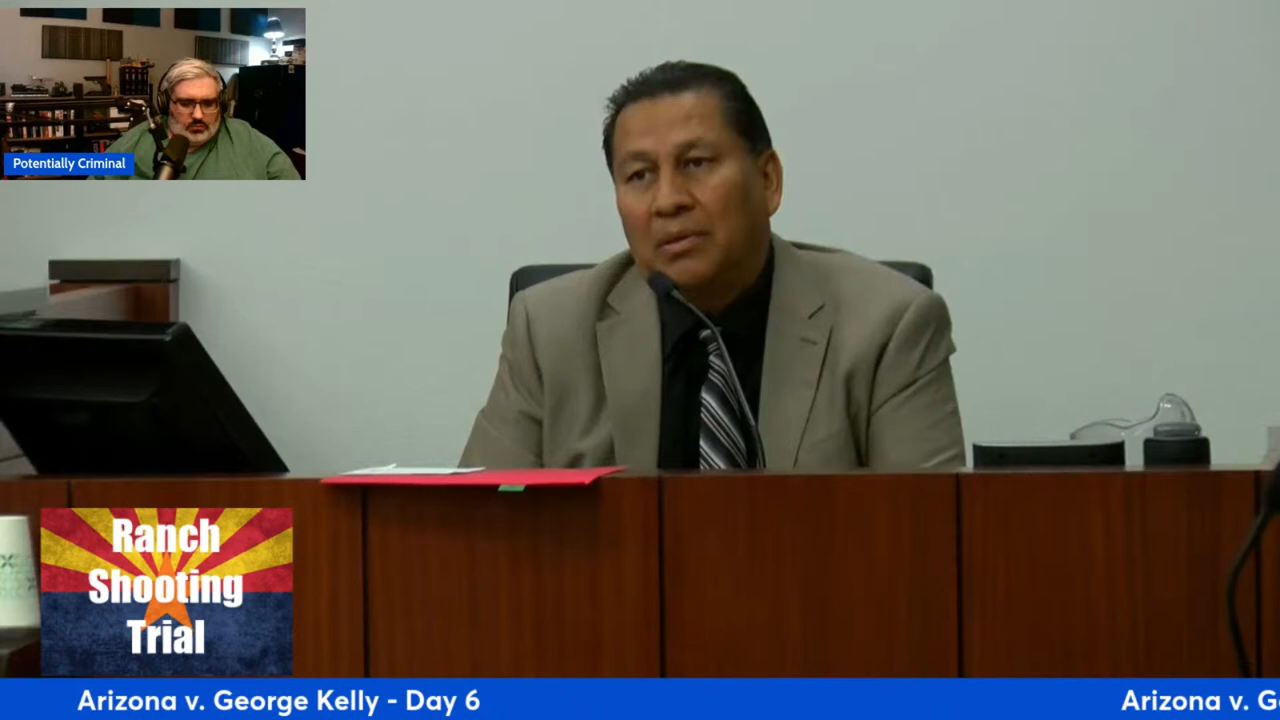 Potentially Criminal
Ranch
Shooting
Trial
Arizona v. George Kelly - Day 6
Arizona v. G